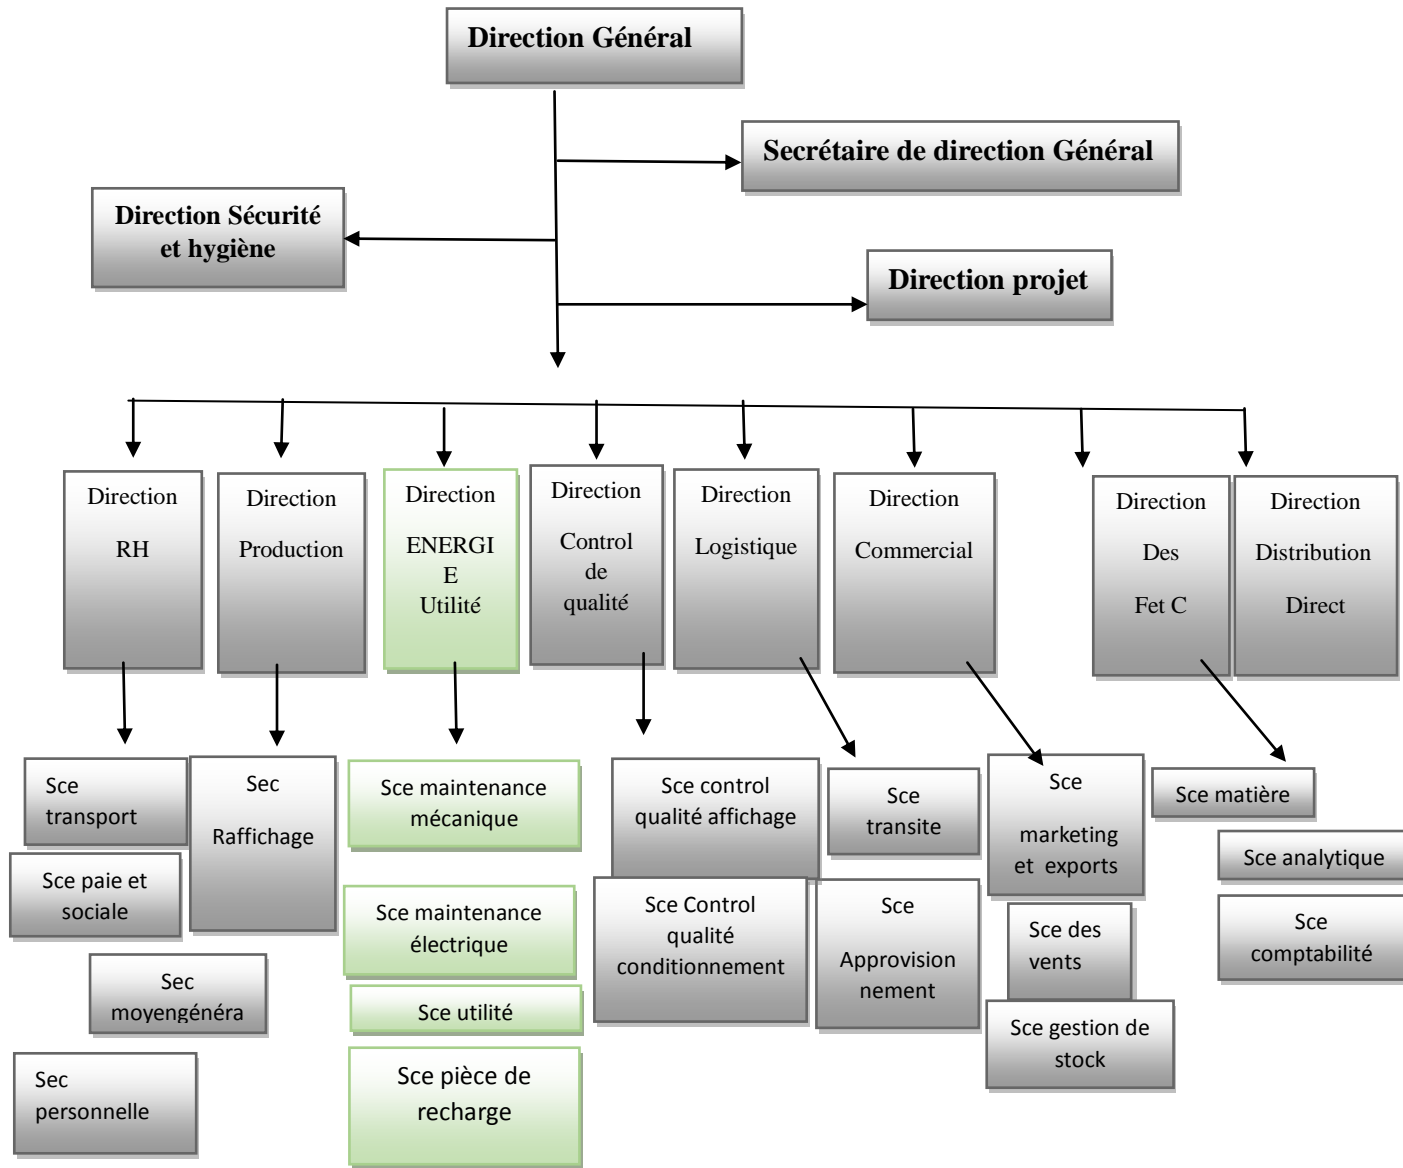 Direction Général
Secrétaire de direction Général
Direction Sécurité
et hygiène
Direction projet
Direction
RH
Direction
Production
Direction
ENERGI
E
Utilité
Direction
Control
de
qualité
Direction
Logistique
Direction
Commercial
Direction
Des
Fet C
Direction
Distribution
Direct
Sce
transport
Sce paie et
sociale
Sec
moyengénéra
Sec
personnelle
Sec
Raffichage
Sce maintenance
mécanique
Sce maintenance
électrique
Sce utilité
Sce pièce de
recharge
Sce control
qualité affichage
Sce Control
qualité
conditionnement
Sce
transite
Sce
Approvision
nement
Sce
marketing
et exports
Sce des
vents
Sce gestion de
stock
Sce matière
Sce analytique
Sce
comptabilité